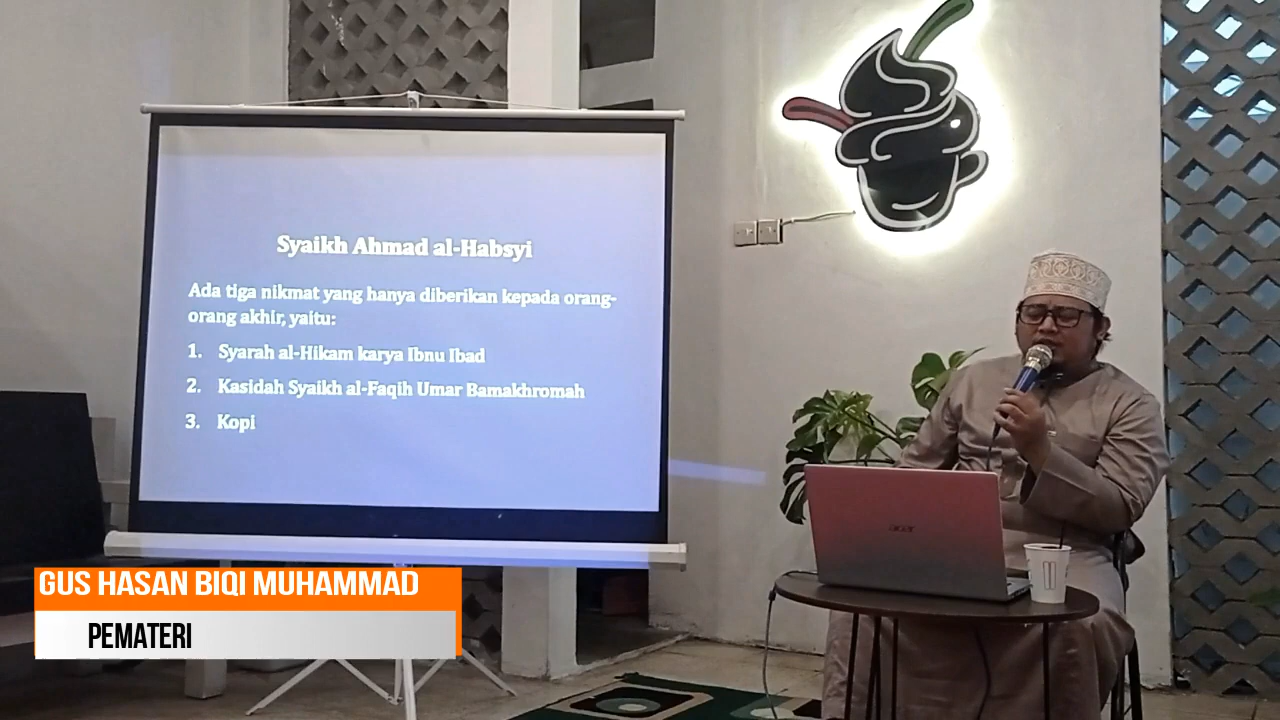 Syaikh Ahmad al-Habsyi
Ada tiga nikmat yang hanya diberikan kepada orang-
orang akhir, yaitu:
1. Syarah al-Hikam karya Ibnu Ibad
2. Kasidah Syaikh al-Faqih Umar Bamakhromah
3. Kopi
acer
GUS HASAN BIQI MUHAMMAD
PEMATERI